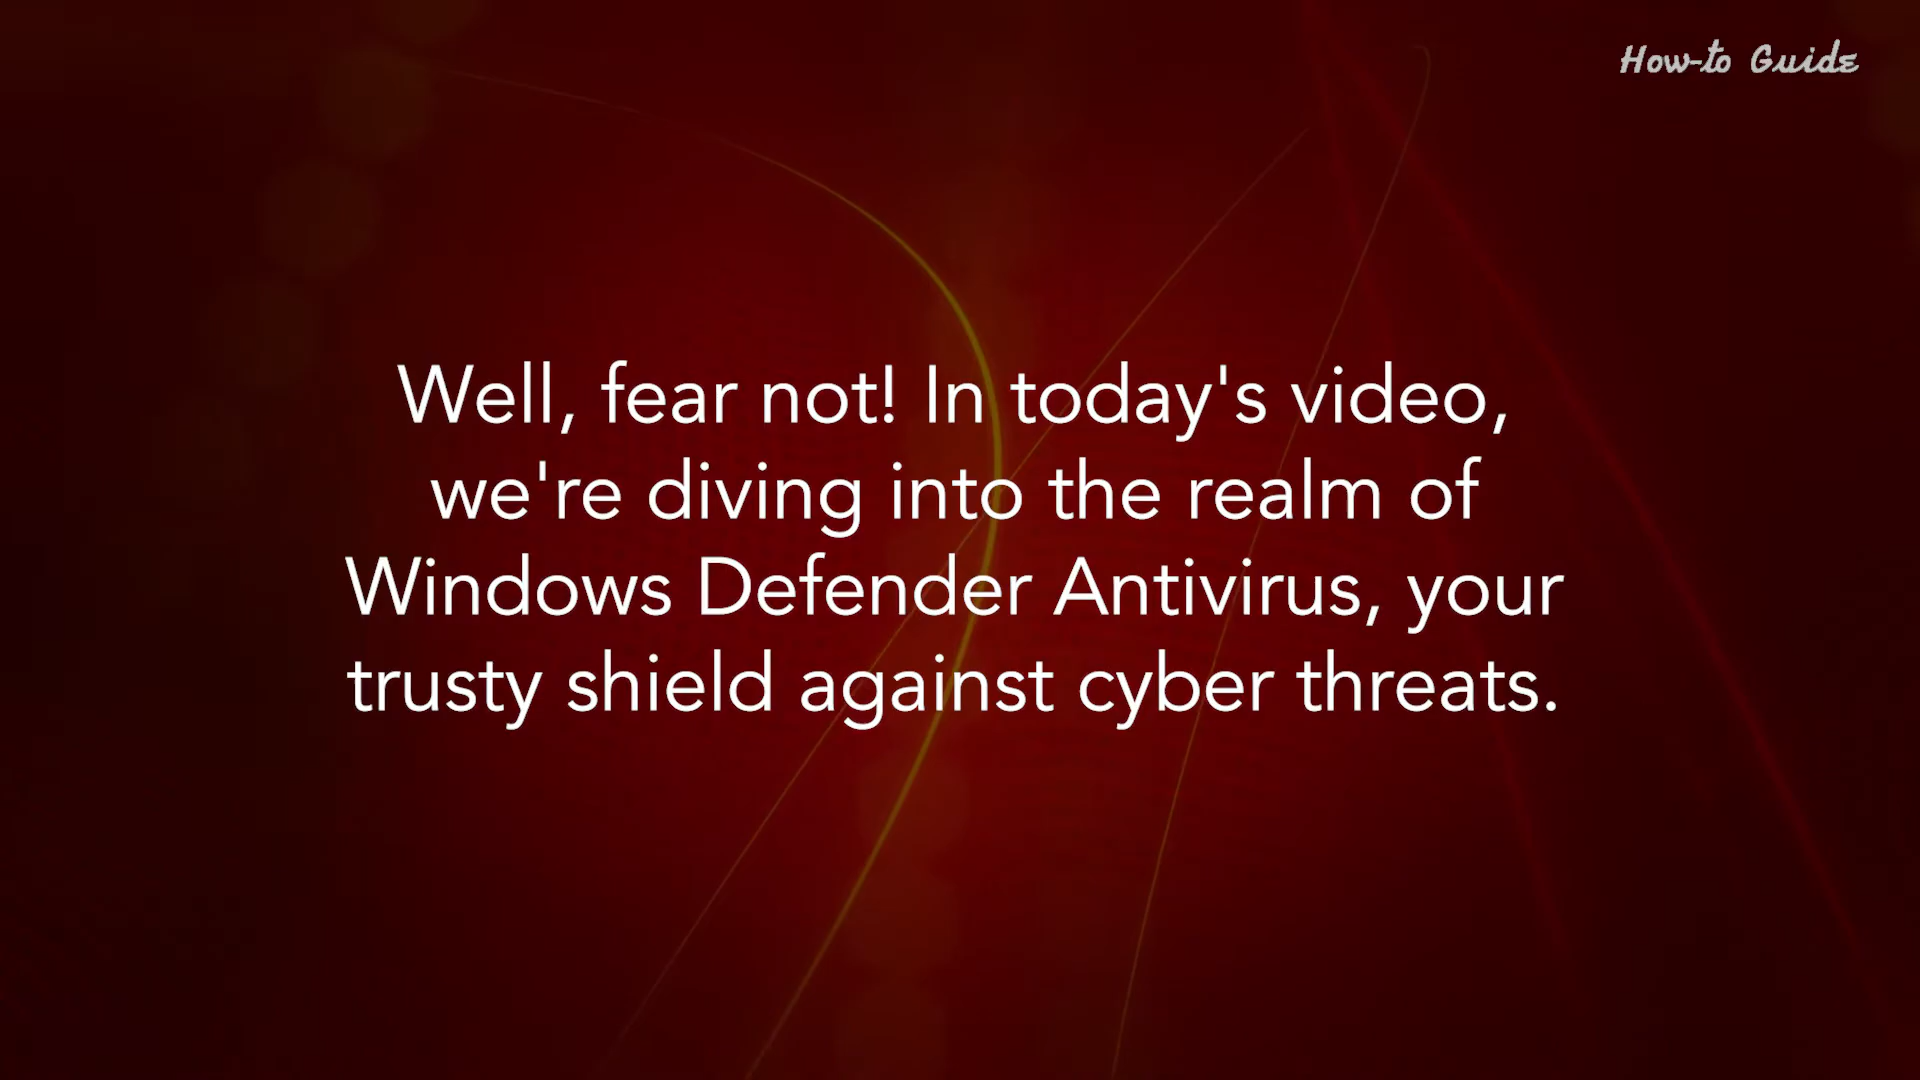 How-to Guide
Well, fear not! In today's video,
we're diving into the realm of
Windows Defender Antivirus, your
trusty shield against cyber threats.